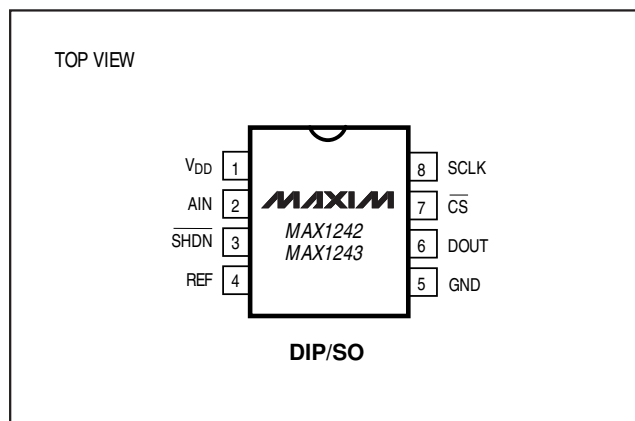 TOP VIEW
VDD 1
AIN 2
SHDN 3
REF 4
MAXIM
MAX1242
MAX1243
8 SCLK
7 CS
6 DOUT
5 GND
DIP/SO